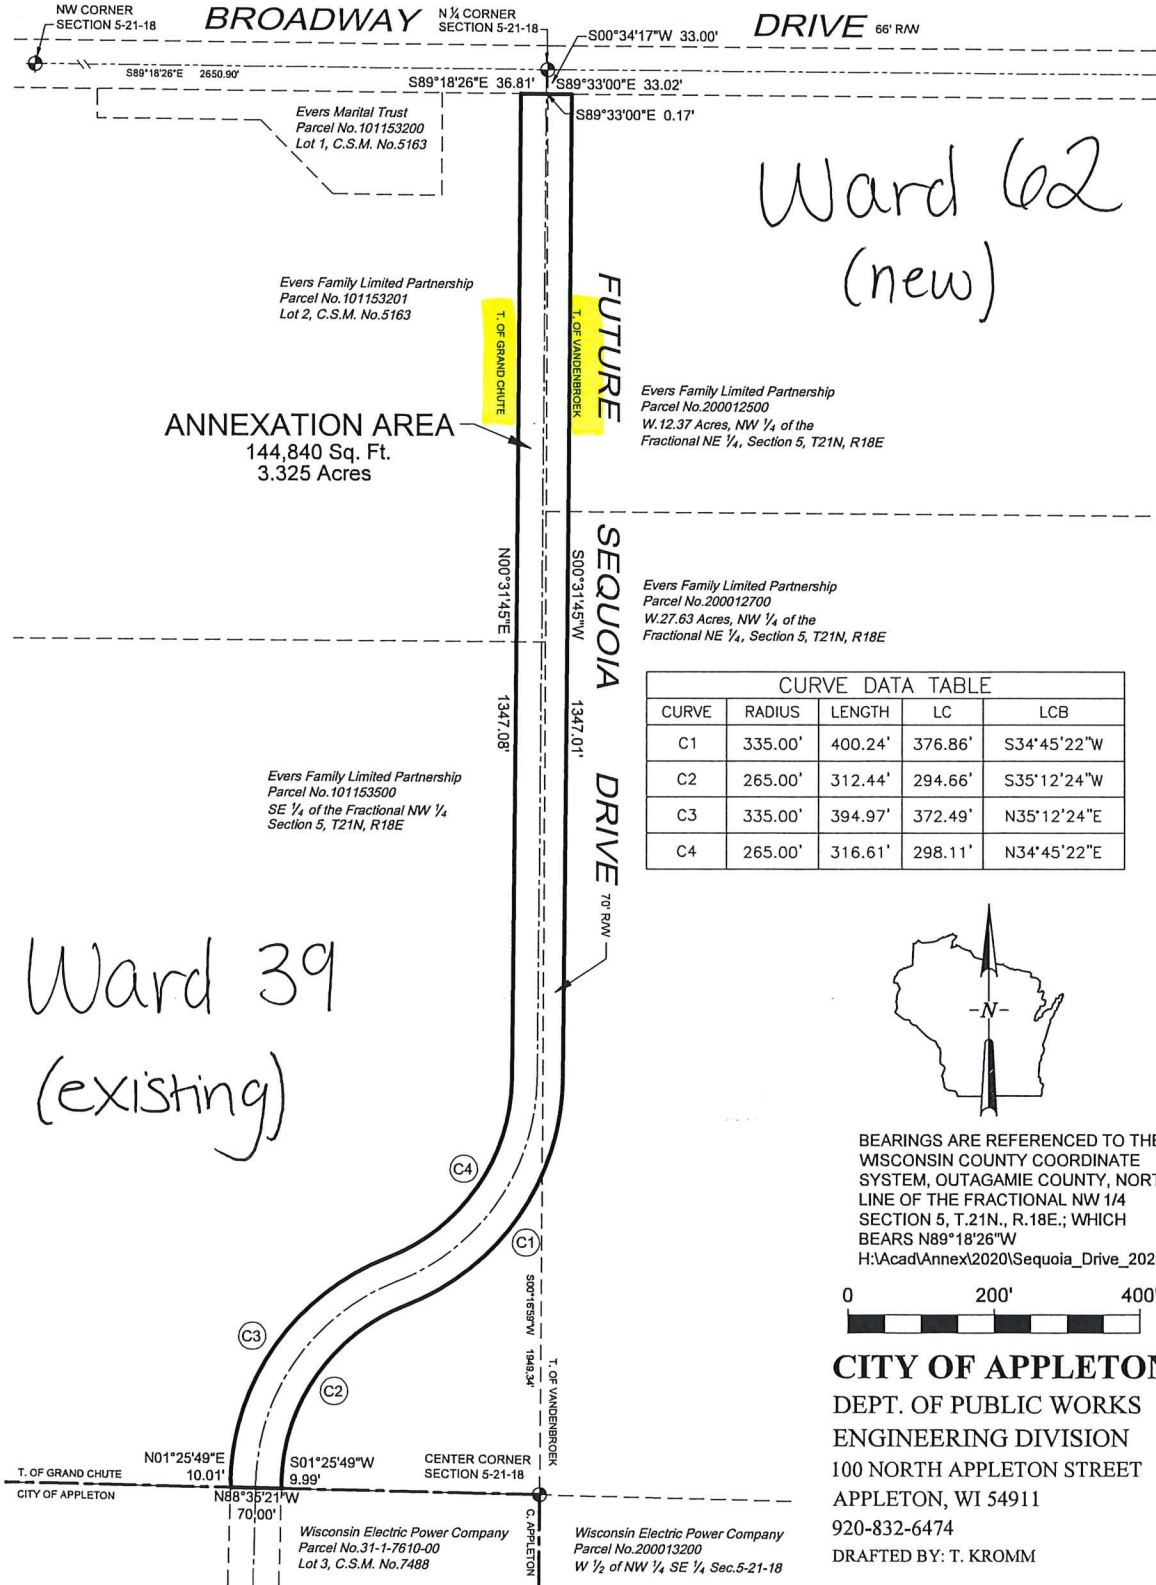 NW CORNER
SECTION 5-21-18
BROADWAY
N ¼ CORNER
SECTION 5-21-18
DRIVE 66' R/W
S00°34'17"W 33.00'
S89°18'26"E 2650.90'
S89°18'26"E 36.81'
S89°33'00"E 33.02'
S89°33'00"E 0.17'
Evers Marital Trust
Parcel No.101153200
Lot 1, C.S.M. No.5163
Ward 62
(new)
Evers Family Limited Partnership
Parcel No.101153201
Lot 2, C.S.M. No.5163
T. OF GRAND CHUTE
T. OF VANDENBROEK
FUTURE
SEQUOIA
DRIVE
70' R/W
Evers Family Limited Partnership
Parcel No.200012500
W.12.37 Acres, NW ¼ of the
Fractional NE ¼, Section 5, T21N, R18E
ANNEXATION AREA
144,840 Sq. Ft.
3.325 Acres
N00°31'45"E
1347.08'
S00°31'45"W
1347.01'
Evers Family Limited Partnership
Parcel No.200012700
W.27.63 Acres, NW ¼ of the
Fractional NE ¼, Section 5, T21N, R18E
CURVE DATA TABLE
CURVE RADIUS LENGTH LC LCB
C1 335.00' 400.24' 376.86' S34°45'22"W
C2 265.00' 312.44' 294.66' S35°12'24"W
C3 335.00' 394.97' 372.49' N35°12'24"E
C4 265.00' 316.61' 298.11' N34°45'22"E
Evers Family Limited Partnership
Parcel No.101153500
SE ¼ of the Fractional NW ¼
Section 5, T21N, R18E
Ward 39
(existing)
-N-
C4
C1
C3
C2
S00°16'59"W 1949.34'
T. OF VANDENBROEK
BEARINGS ARE REFERENCED TO THE
WISCONSIN COUNTY COORDINATE
SYSTEM, OUTAGAMIE COUNTY, NORT
LINE OF THE FRACTIONAL NW 1/4
SECTION 5, T.21N., R.18E.; WHICH
BEARS N89°18'26"W
H:\Acad\Annex\2020\Sequoia_Drive_202
0 200' 400'
CITY OF APPLETON
DEPT. OF PUBLIC WORKS
ENGINEERING DIVISION
100 NORTH APPLETON STREET
APPLETON, WI 54911
920-832-6474
DRAFTED BY: T. KROMM
N01°25'49"E
10.01'
S01°25'49"W
9.99'
CENTER CORNER
SECTION 5-21-18
T. OF GRAND CHUTE
CITY OF APPLETON
N88°35'21"W
70.00'
C. APPLETON
Wisconsin Electric Power Company
Parcel No.31-1-7610-00
Lot 3, C.S.M. No.7488
Wisconsin Electric Power Company
Parcel No.200013200
W ½ of NW ¼ SE ¼ Sec.5-21-18